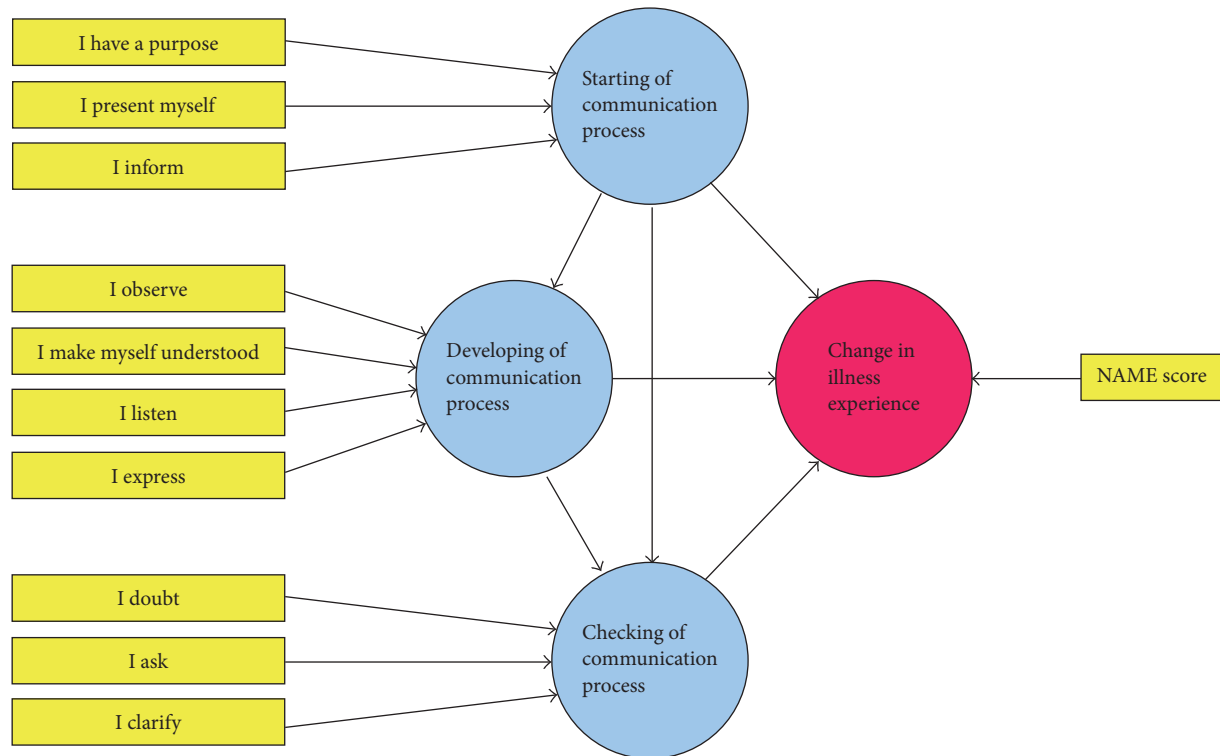 I have a purpose
I present myself
I inform
Starting of
communication
process
I observe
I make myself understood
I listen
I express
Developing of
communication
process
Change in
illness
experience
NAME score
I doubt
I ask
I clarify
Checking of
communication
process